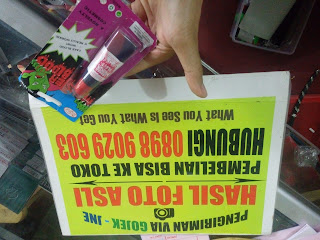 PENGIRIMAN VIA GOJEK - JNE
HASIL FOTO ASLI
PEMBELIAN BISA KE TOKO
HUBUNGI 0898 9029 603
What You See Is What You Get!